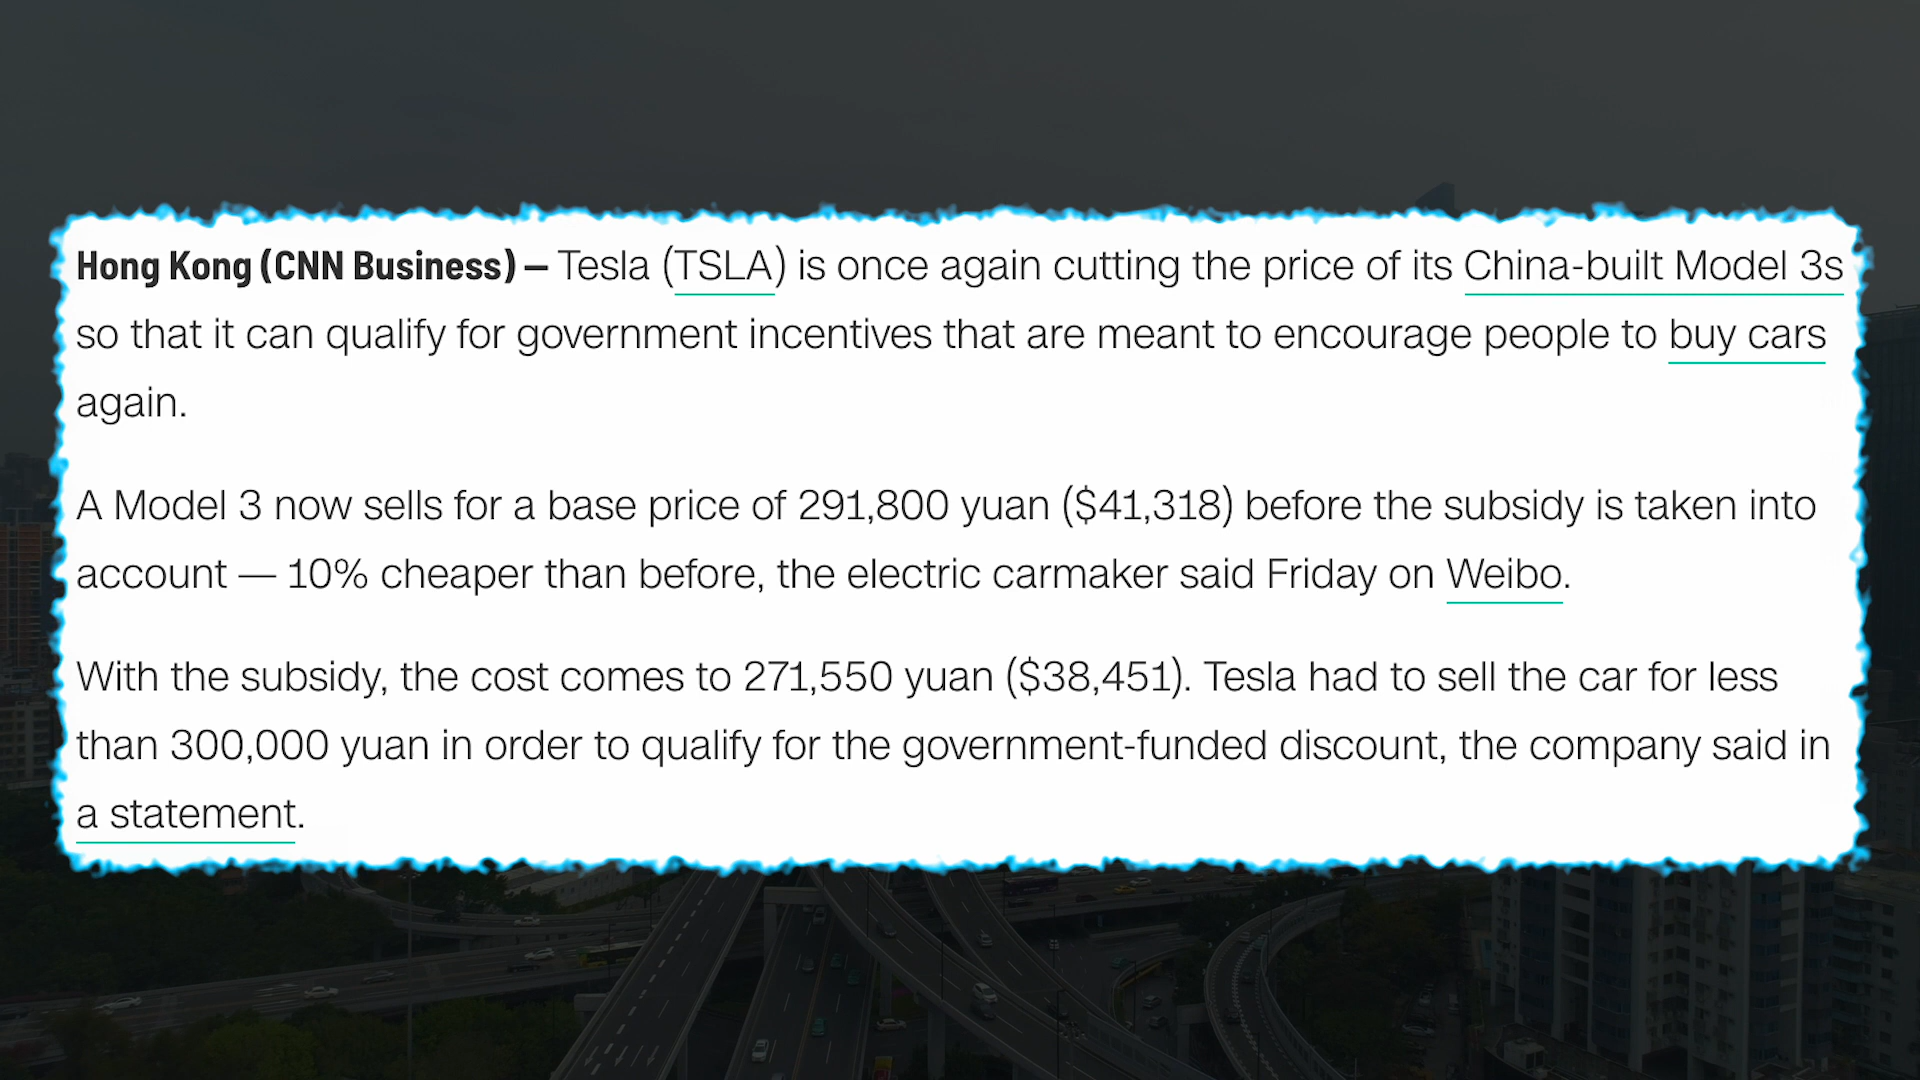 Hong Kong (CNN Business) — Tesla (TSLA) is once again cutting the price of its China-built Model 3s
so that it can qualify for government incentives that are meant to encourage people to buy cars
again.
A Model 3 now sells for a base price of 291,800 yuan ($41,318) before the subsidy is taken into
account — 10% cheaper than before, the electric carmaker said Friday on Weibo.
With the subsidy, the cost comes to 271,550 yuan ($38,451). Tesla had to sell the car for less
than 300,000 yuan in order to qualify for the government-funded discount, the company said in
a statement.